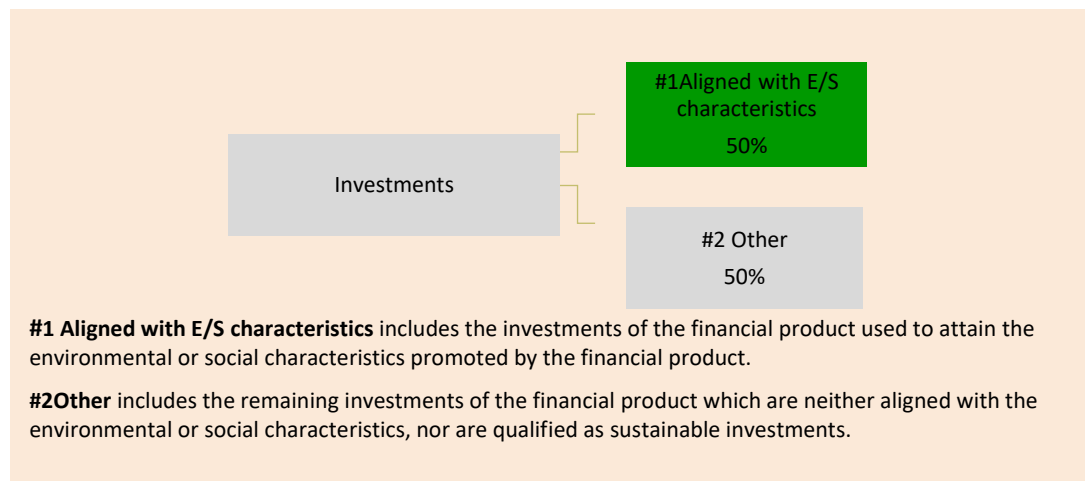 #1Aligned with E/S
characteristics
50%
Investments
#2 Other
50%
#1 Aligned with E/S characteristics includes the investments of the financial product used to attain the
environmental or social characteristics promoted by the financial product.
#2Other includes the remaining investments of the financial product which are neither aligned with the
environmental or social characteristics, nor are qualified as sustainable investments.